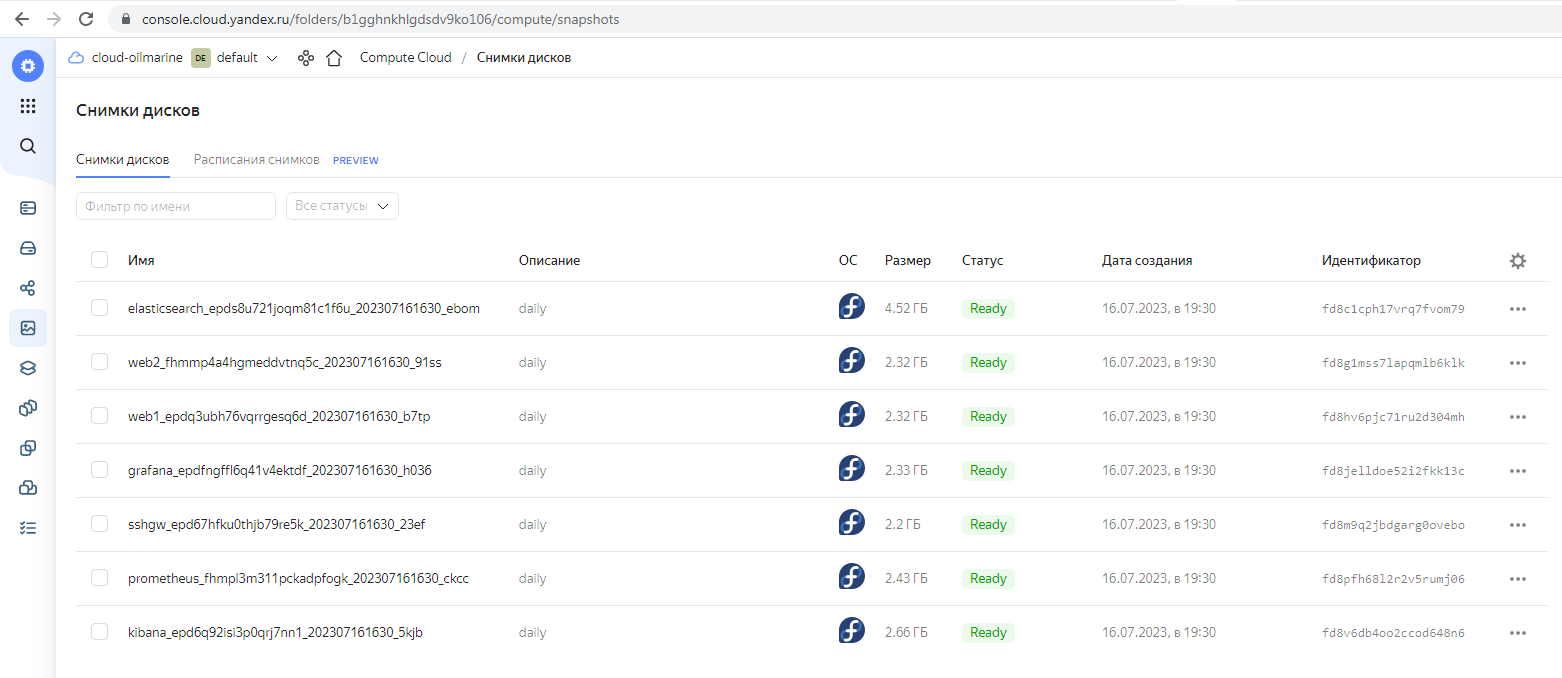 console.cloud.yandex.ru/folders/b1gghnkhlgdsdv9ko106/compute/snapshots
cloud-oilmarine DE default Compute Cloud / Снимки дисков
Снимки дисков
Снимки дисков Расписания снимков PREVIEW
Фильтр по имени Все статусы
Имя Описание ОС Размер Статус Дата создания Идентификатор
elasticsearch_epds8u721joqm81c1f6u_202307161630_ebom daily 4.52 ГБ Ready 16.07.2023, в 19:30 fd8c1cph17vrq7fvom79
web2_fhmmp4a4hgmeddvtnq5c_202307161630_91ss daily 2.32 ГБ Ready 16.07.2023, в 19:30 fd8g1mss7lapqmlb6klk
web1_epdq3ubh76vqrrgesq6d_202307161630_b7tp daily 2.32 ГБ Ready 16.07.2023, в 19:30 fd8hv6pjc71ru2d304mh
grafana_epdfngffl6q41v4ektdf_202307161630_h036 daily 2.33 ГБ Ready 16.07.2023, в 19:30 fd8jelldoe52i2fkk13c
sshgw_epd67hfku0thjb79re5k_202307161630_23ef daily 2.2 ГБ Ready 16.07.2023, в 19:30 fd8m9q2jbdgarg0ovebo
prometheus_fhmpl3m311pckadpfogk_202307161630_ckcc daily 2.43 ГБ Ready 16.07.2023, в 19:30 fd8pfh68l2r2v5rumj06
kibana_epd6q92isi3p0qrj7nn1_202307161630_5kjb daily 2.66 ГБ Ready 16.07.2023, в 19:30 fd8v6db4oo2ccod648n6